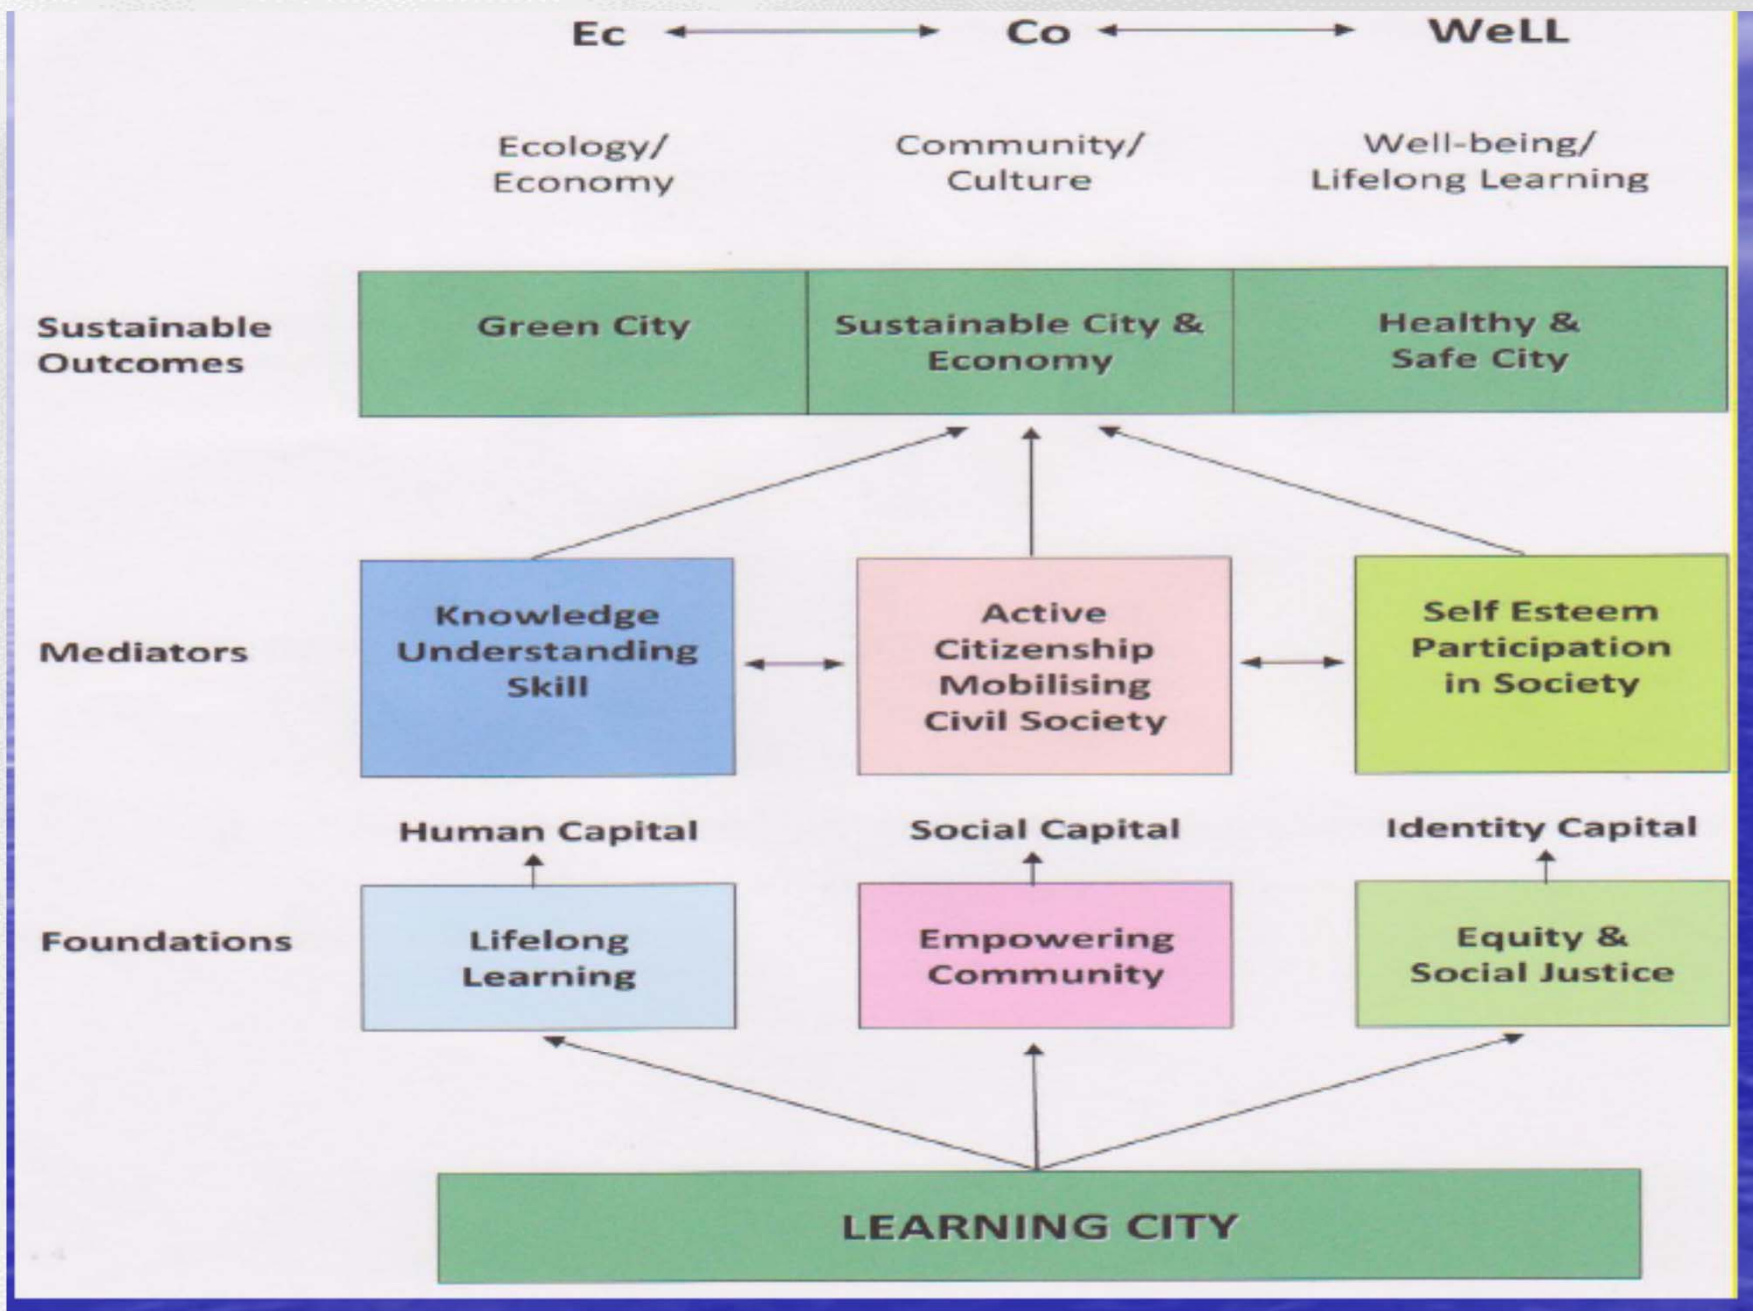 Ec Co WeLL
Ecology/
Economy
Community/
Culture
Well-being/
Lifelong Learning
Sustainable
Outcomes
Green City
Sustainable City &
Economy
Healthy &
Safe City
Mediators
Knowledge
Understanding
Skill
Active
Citizenship
Mobilising
Civil Society
Self Esteem
Participation
in Society
Human Capital
Social Capital
Identity Capital
Foundations
Lifelong
Learning
Empowering
Community
Equity &
Social Justice
LEARNING CITY